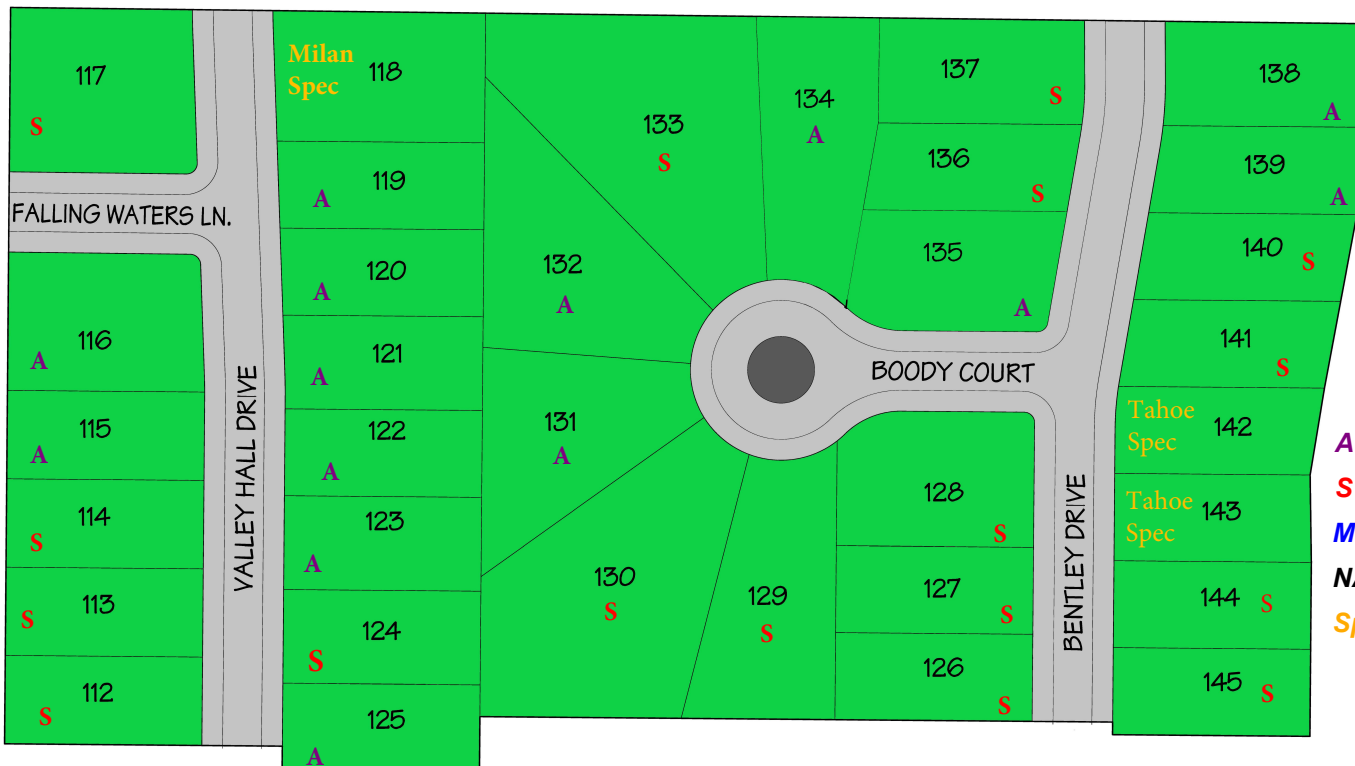 117
S
Milan
Spec
118
133
S
134
A
137
S
138
A
119
A
136
S
139
A
FALLING WATERS LN.
120
A
132
A
135
A
140
S
116
A
121
A
141
S
BOODY COURT
115
A
122
A
131
A
Tahoe
Spec
142
A
114
S
123
A
128
S
Tahoe
Spec
143
S
M
VALLEY HALL DRIVE
BENTLEY DRIVE
113
S
124
S
130
S
129
S
127
S
144
S
112
S
125
A
126
S
145
S